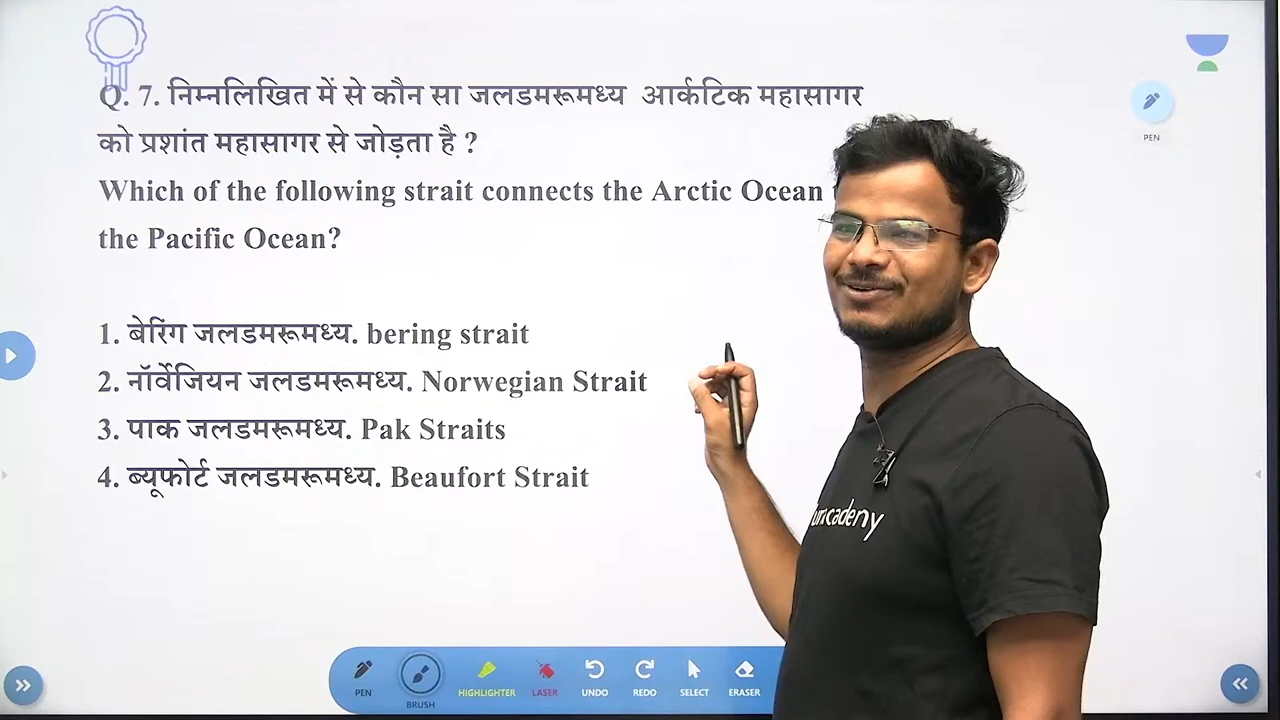 Q. 7. निम्नलिखित में से कौन सा जलडमरूमध्य आर्कटिक महासागर
को प्रशांत महासागर से जोड़ता है ?
Which of the following strait connects the Arctic Ocean
the Pacific Ocean?
1. बेरिंग जलडमरूमध्य. bering strait
2. नॉर्वेजियन जलडमरूमध्य. Norwegian Strait
3. पाक जलडमरूमध्य. Pak Straits
4. ब्यूफोर्ट जलडमरूमध्य. Beaufort Strait
PEN
unacademy
PEN
BRUSH
HIGHLIGHTER
LASER
UNDO
REDO
SELECT
ERASER